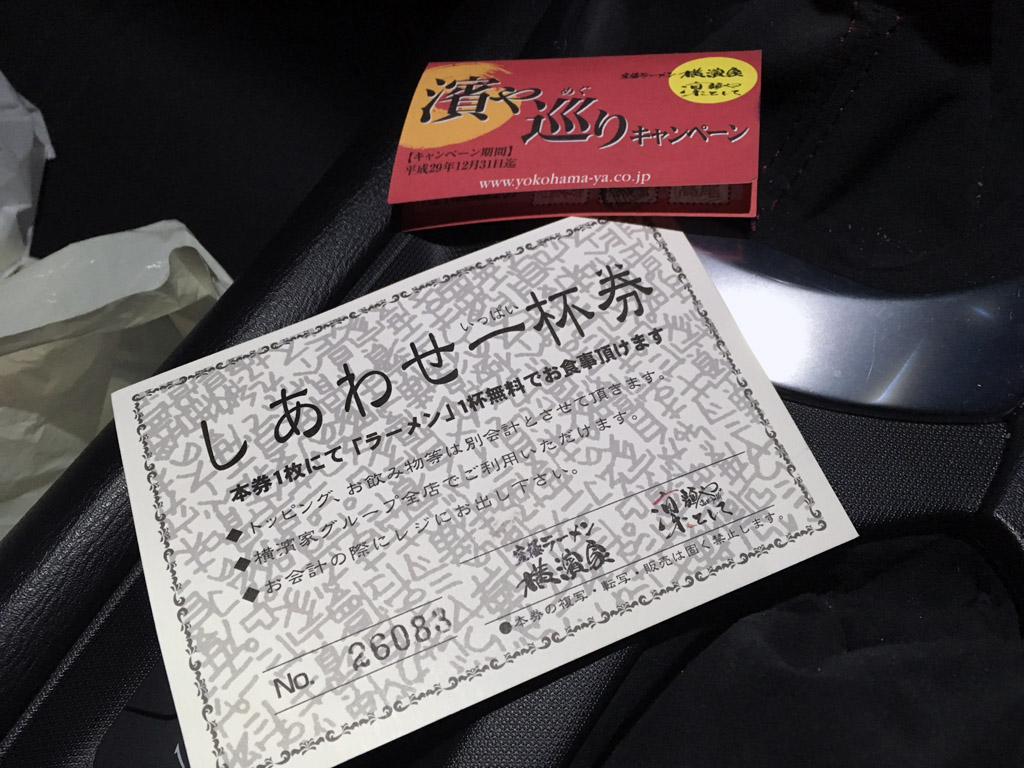 濱や巡りキャンペーン
めぐ
家系ラーメン 横濱家
【キャンペーン期間】
平成29年12月31日迄
www.yokohama-ya.co.jp
いっぱい
しあわせ一杯券
本券1枚にて「ラーメン」1杯無料でお食事頂けます
◆トッピング、お飲み物等は別会計とさせて頂きます。
◆横濱家グループ全店でご利用いただけます。
◆お会計の際にレジにお出し下さい。
横濱家
No. 26083
●本券の複写・転写・販売は固く禁止します。